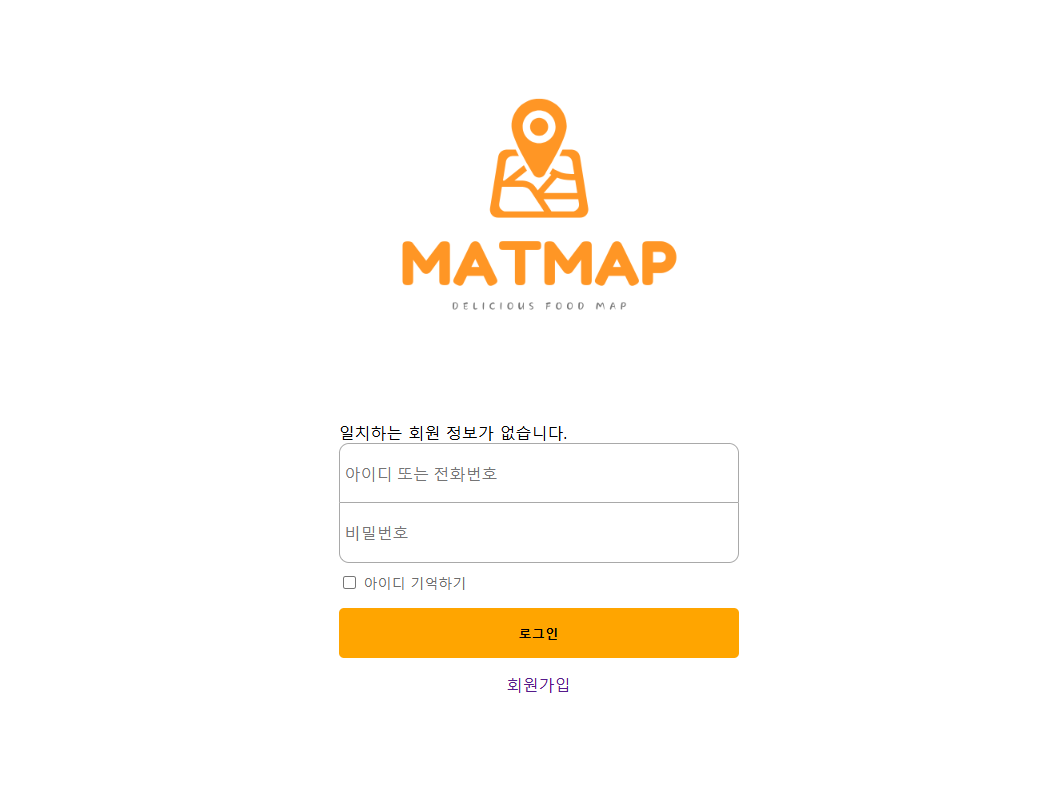 MATMAP
DELICIOUS FOOD MAP
일치하는 회원 정보가 없습니다.
아이디 또는 전화번호
비밀번호
아이디 기억하기
로그인
회원가입